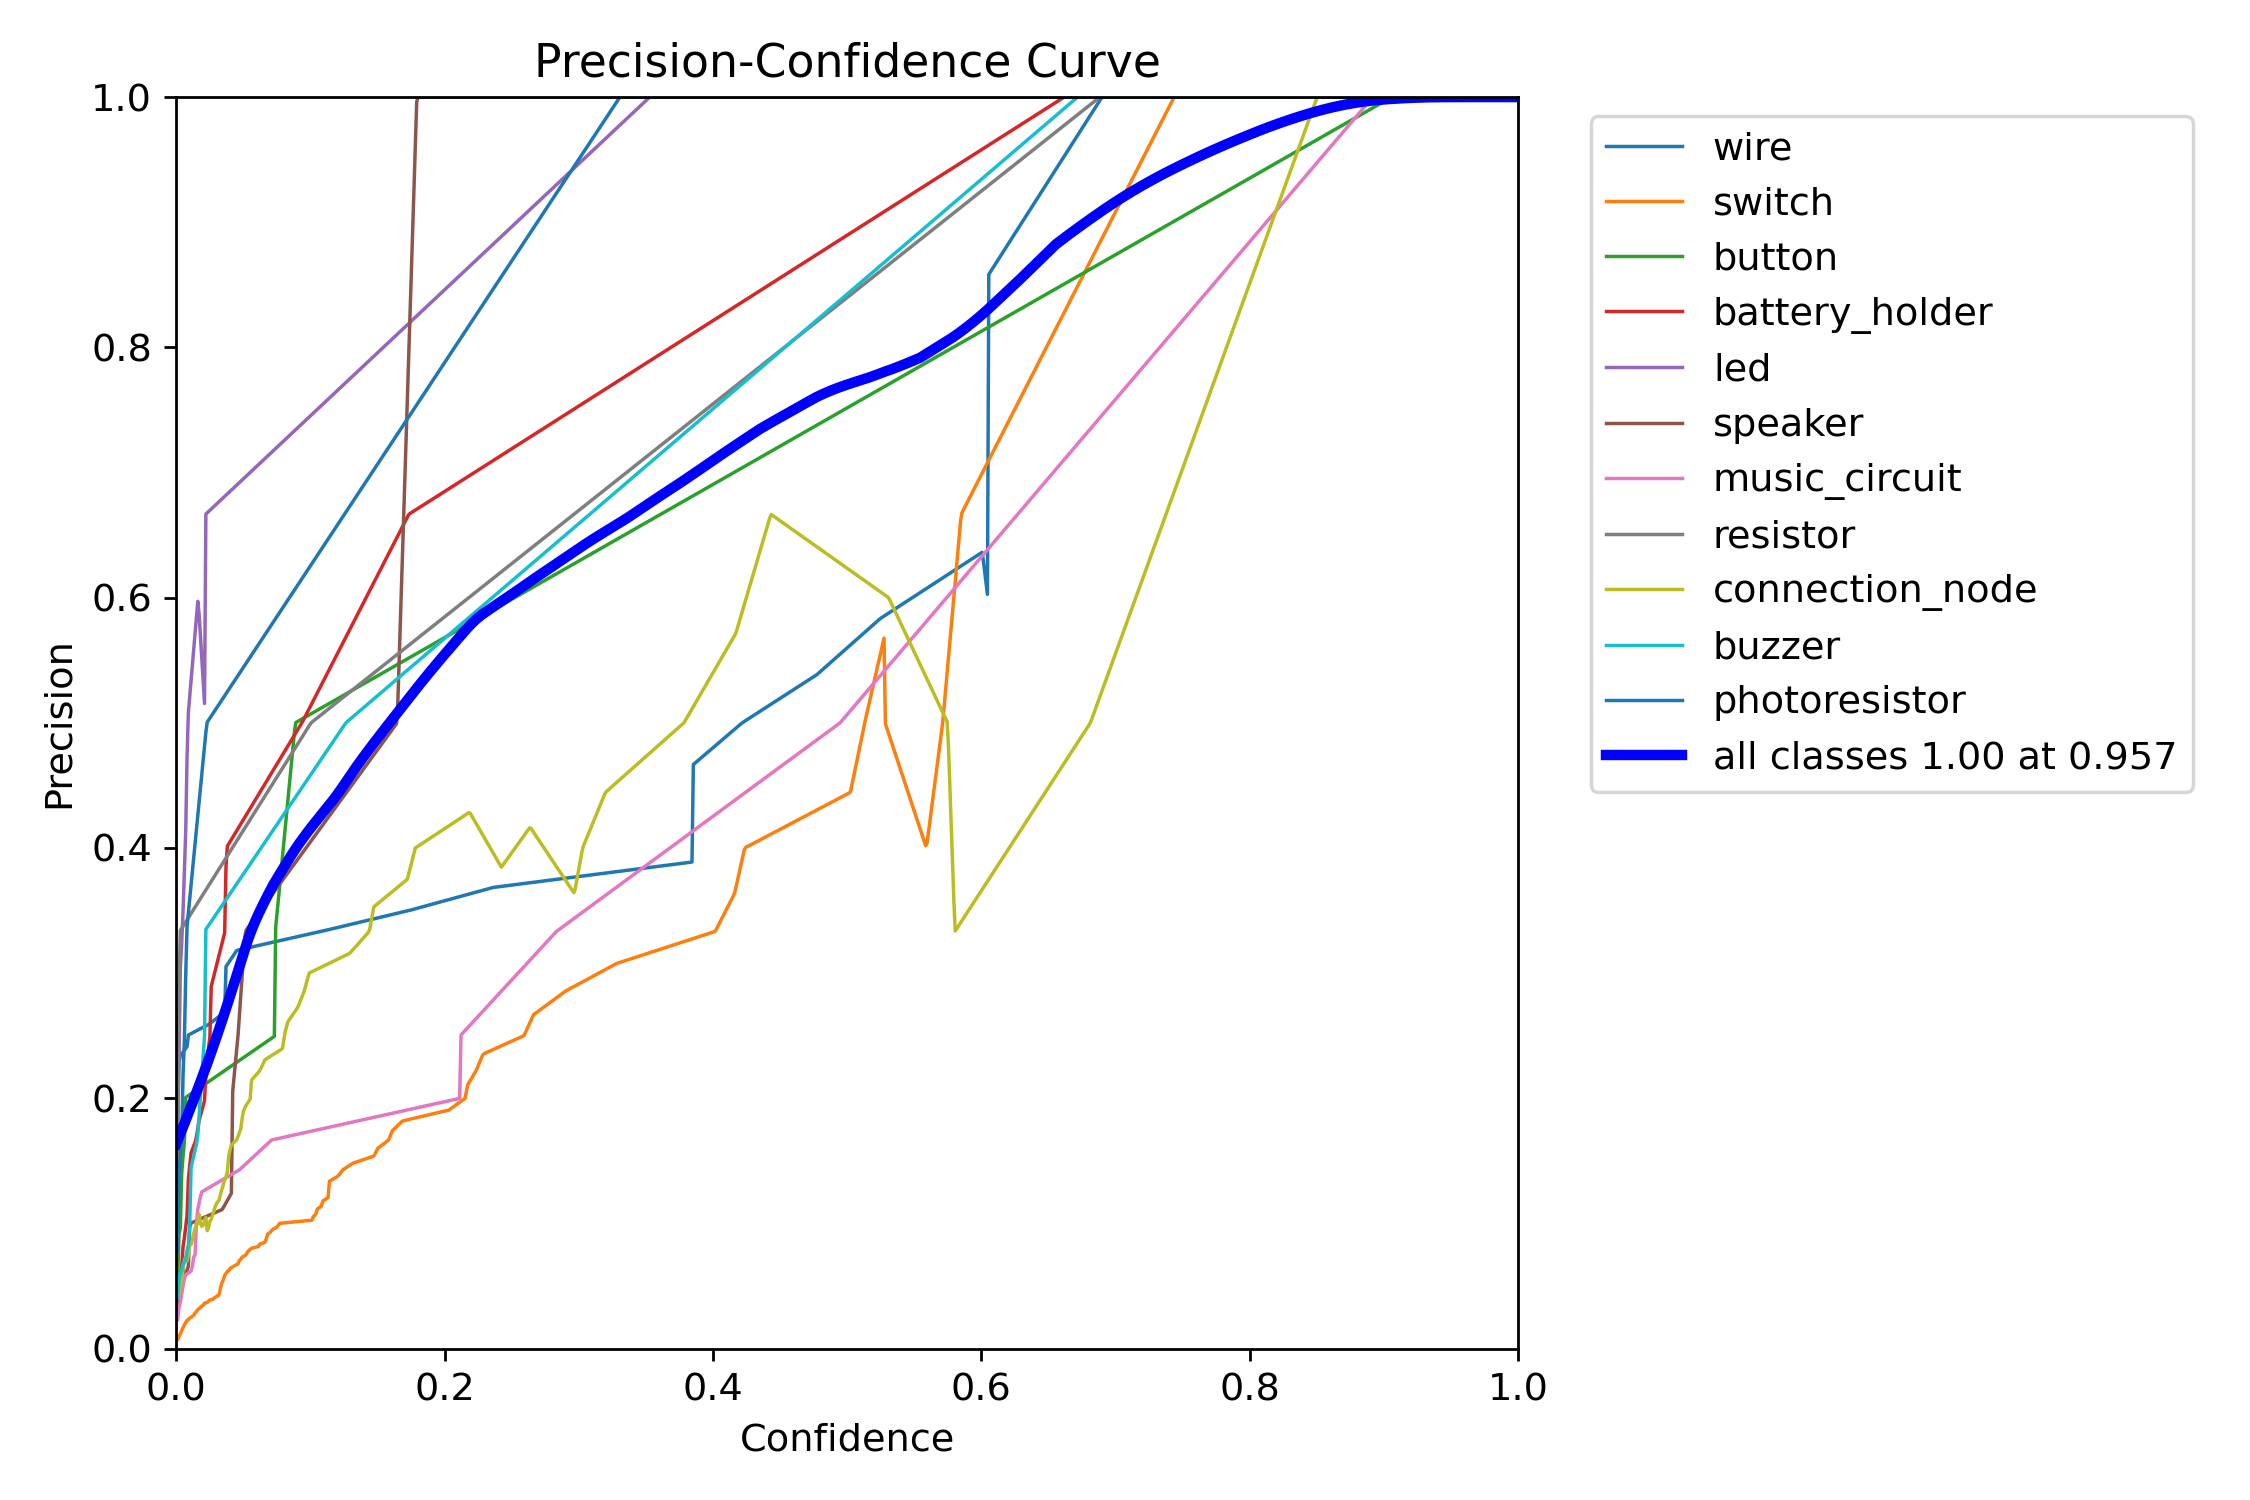 Precision-Confidence Curve
1.0
0.8
0.6
0.4
0.2
0.0
Precision
0.0 0.2 0.4 0.6 0.8 1.0
Confidence
wire
switch
button
battery_holder
led
speaker
music_circuit
resistor
connection_node
buzzer
photoresistor
all classes 1.00 at 0.957